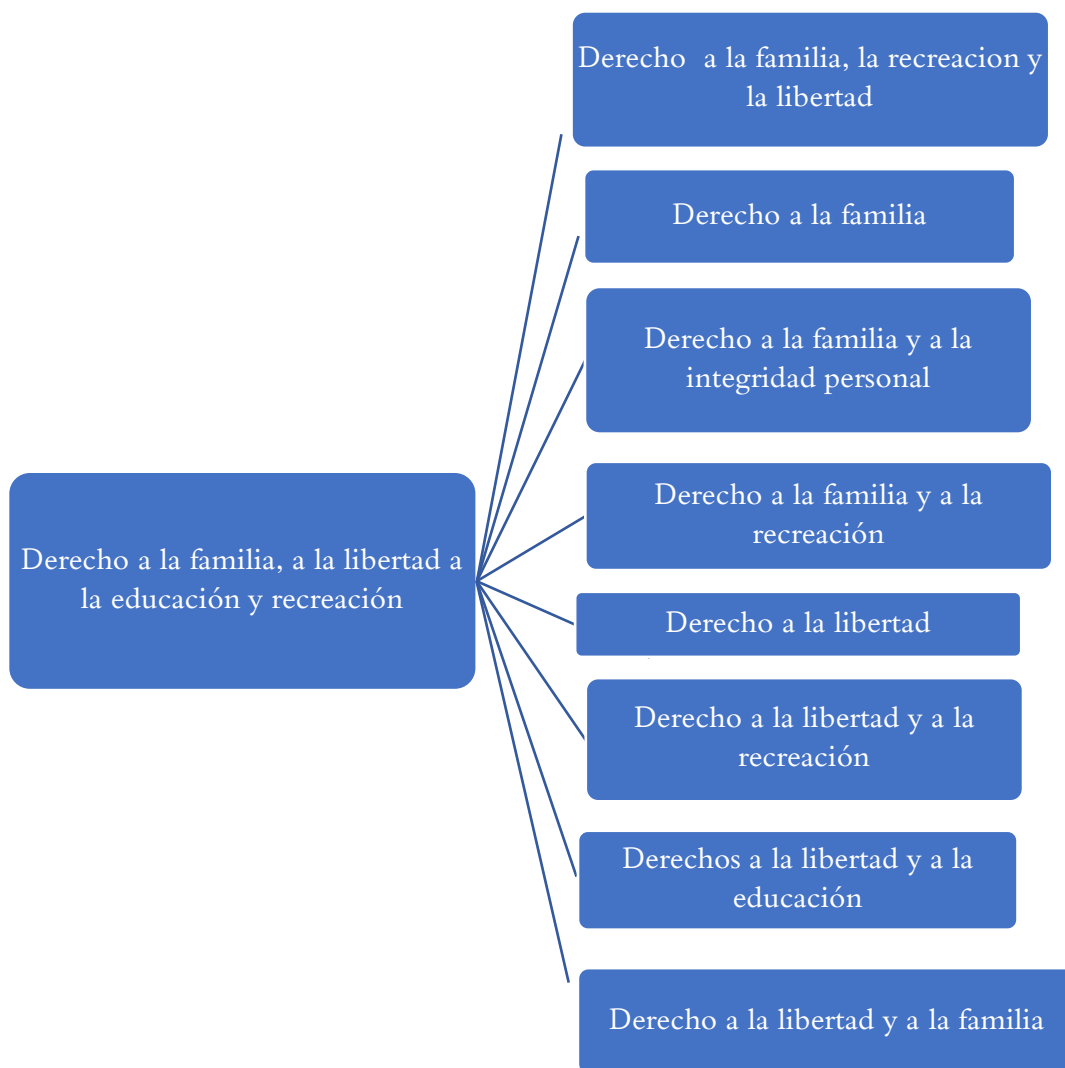 Derecho  a la familia, la recreacion y
la libertad
Derecho a la familia
Derecho a la familia y a la
integridad personal
Derecho a la familia y a la
recreación
Derecho a la familia, a la libertad a
la educación y recreación
Derecho a la libertad
Derecho a la libertad y a la
recreación
Derechos a la libertad y a la
educación
Derecho a la libertad y a la familia